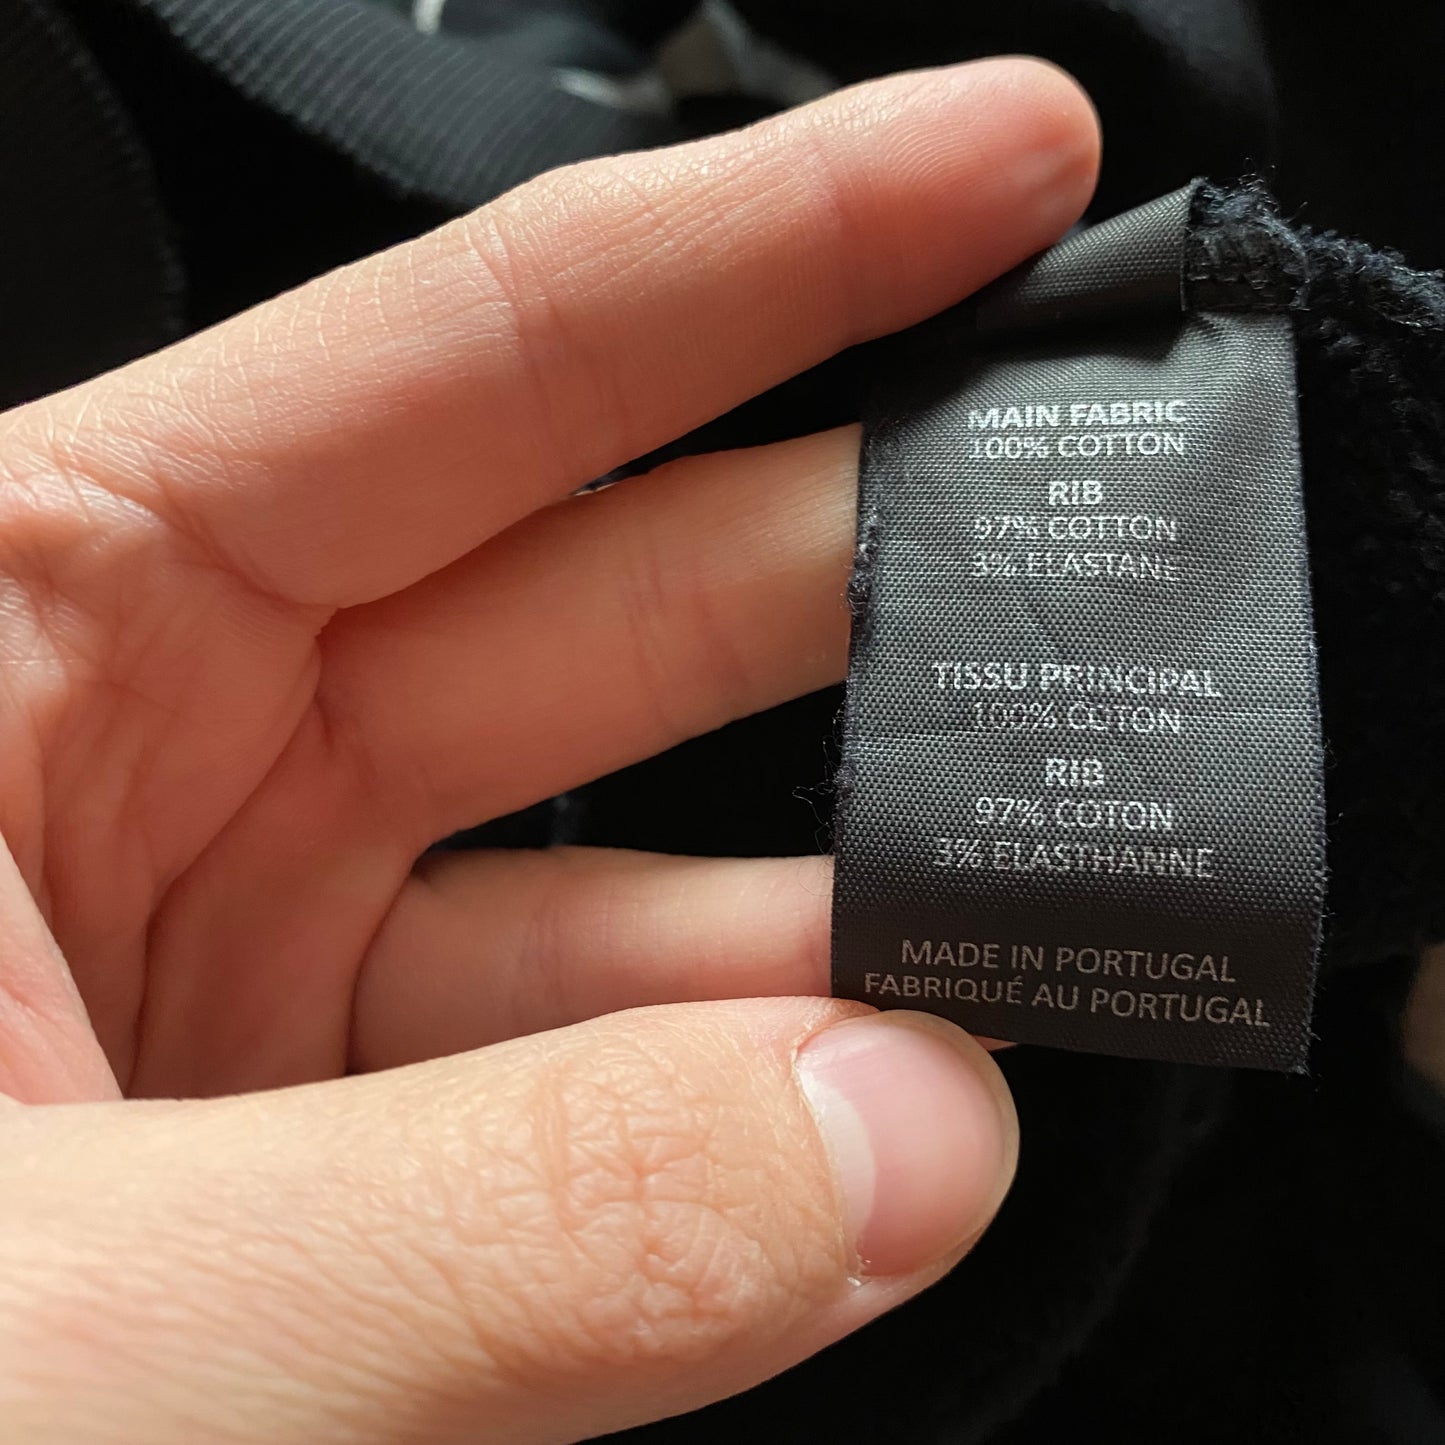 MAIN FABRIC
100% COTTON
RIB
97% COTTON
3% ELASTANE
TISSU PRINCIPAL
100% COTON
RIB
97% COTON
3% ELASTHANNE
MADE IN PORTUGAL
FABRIQUÉ AU PORTUGAL